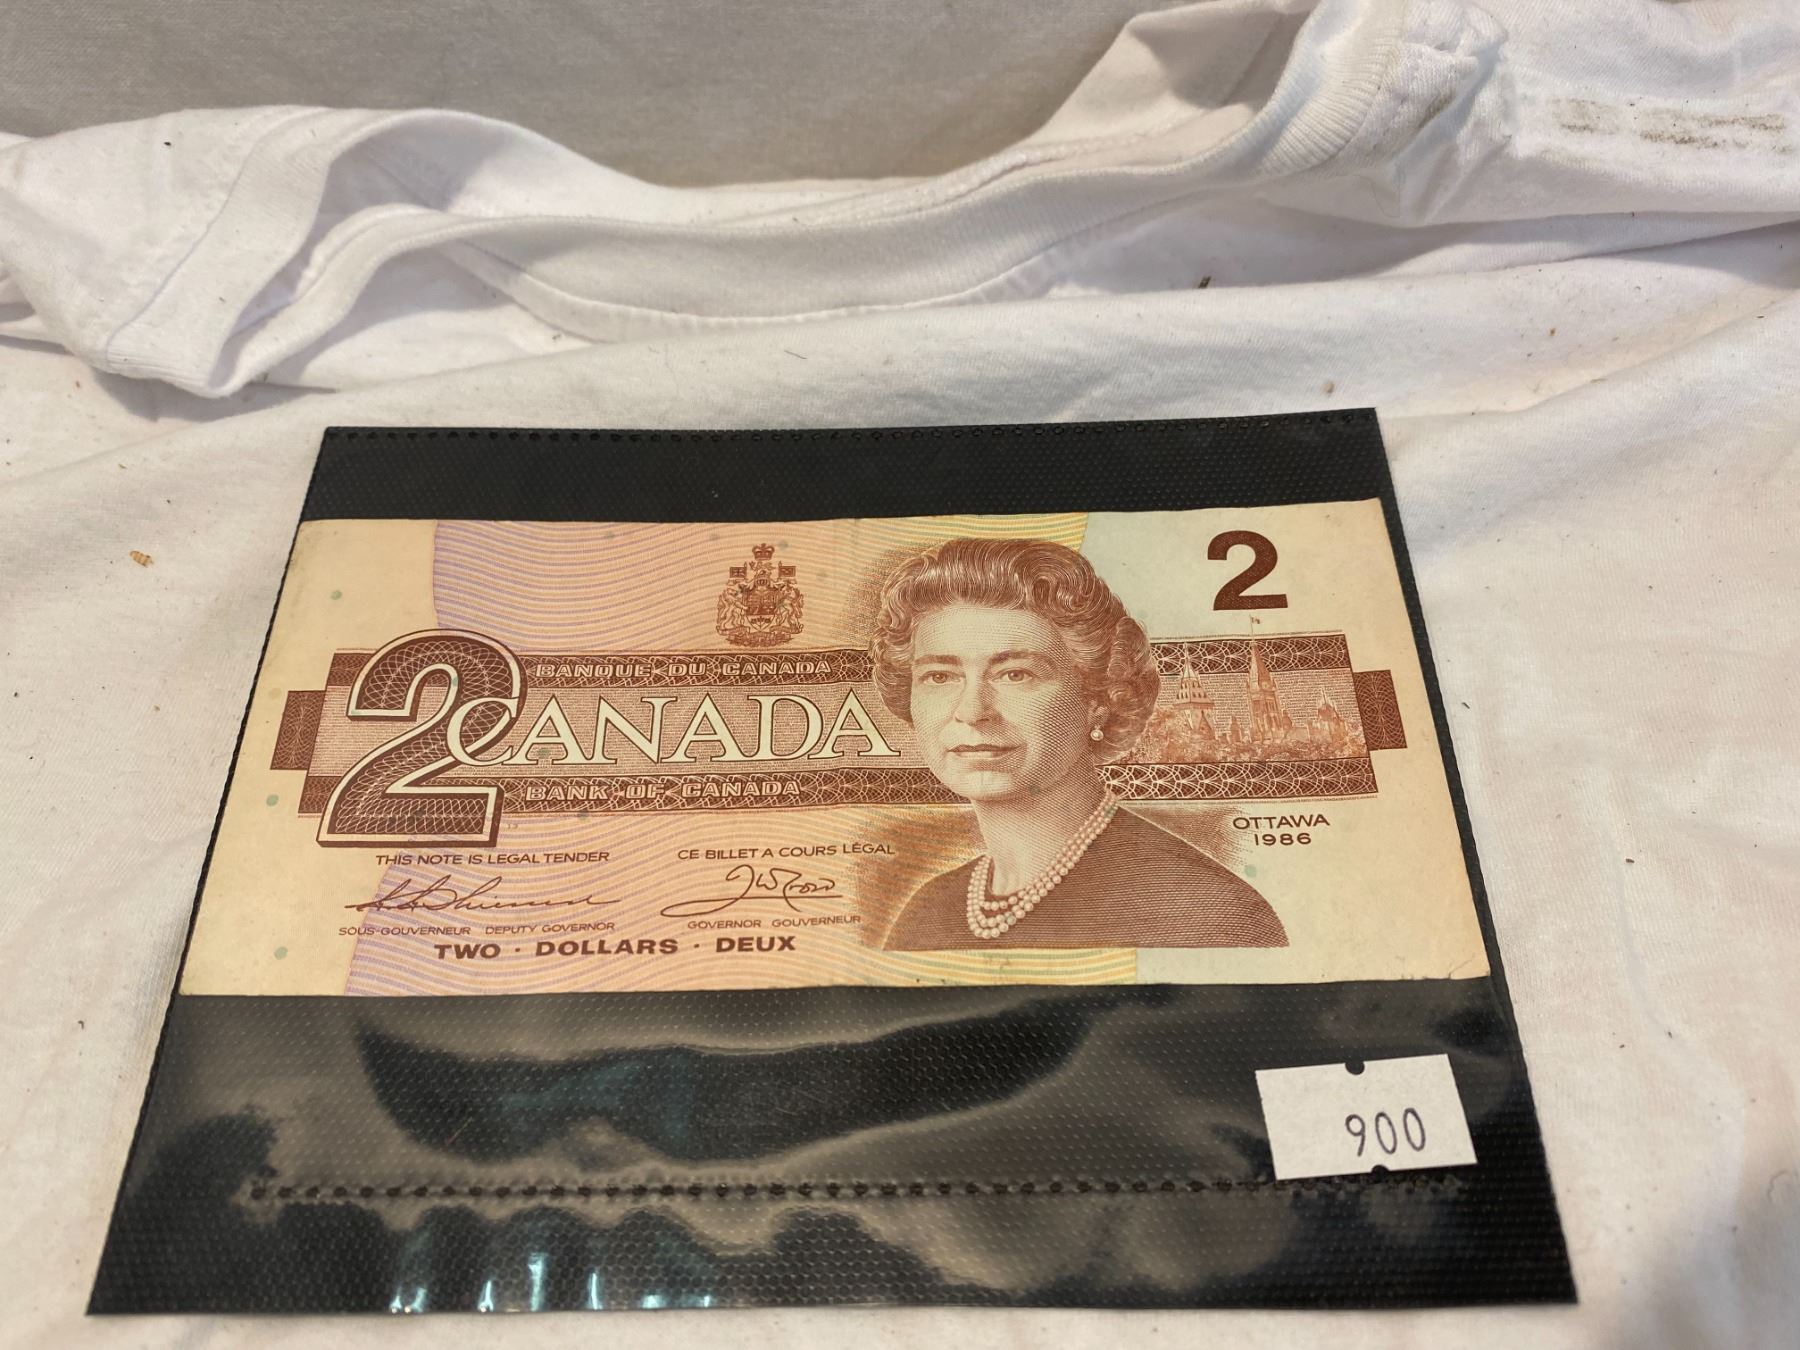 2
BANQUE DU CANADA
2 CANADA
BANK OF CANADA
OTTAWA
1986
THIS NOTE IS LEGAL TENDER
CE BILLET A COURS LÉGAL
SOUS-GOUVERNEUR DEPUTY GOVERNOR
GOVERNOR GOUVERNEUR
TWO · DOLLARS · DEUX
900